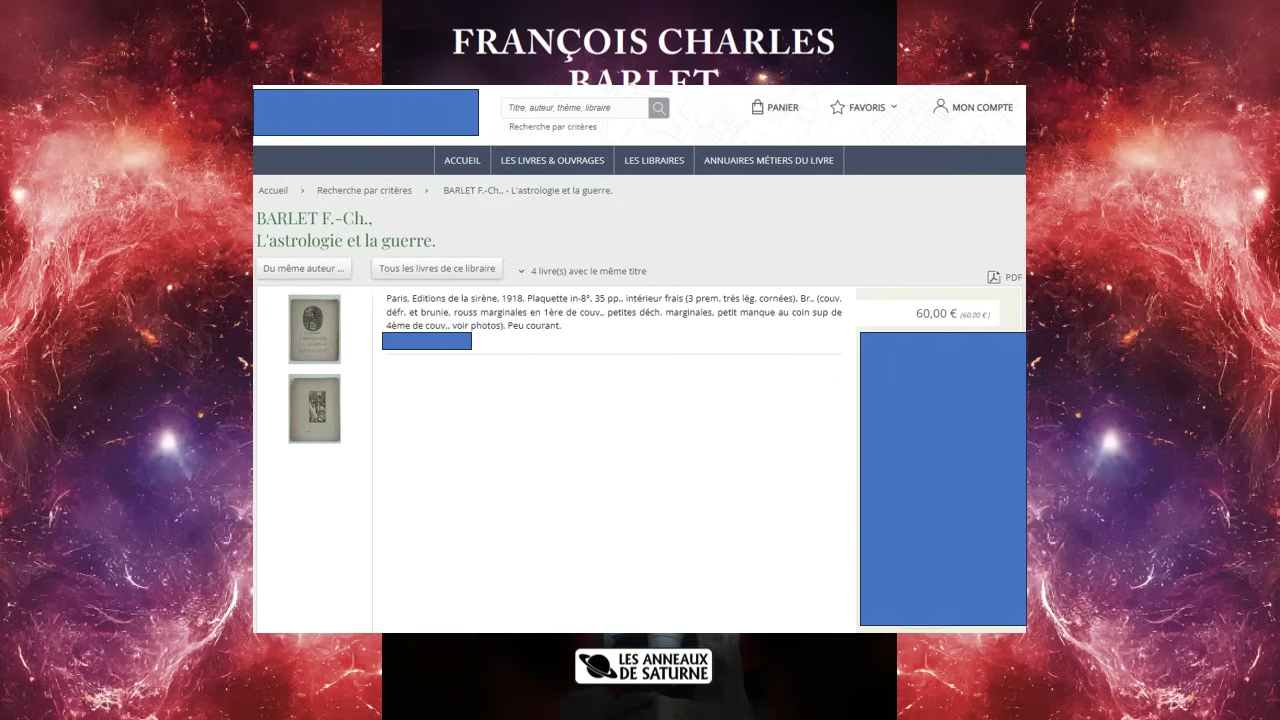 FRANÇOIS CHARLES
BARLET
Titre, auteur, thème, libraire
PANIER
FAVORIS
MON COMPTE
Recherche par critères
ACCUEIL
LES LIVRES & OUVRAGES
LES LIBRAIRES
ANNUAIRES MÉTIERS DU LIVRE
Accueil › Recherche par critères › BARLET F.-Ch., - L'astrologie et la guerre.
BARLET F.-Ch.,
L'astrologie et la guerre.
Du même auteur ...
Tous les livres de ce libraire
4 livre(s) avec le même titre
PDF
Paris, Editions de la sirène, 1918. Plaquette in-8°, 35 pp., intérieur frais (3 prem. très lég. cornées). Br., (couv.
défr. et brunie, rouss marginales en 1ère de couv., petites déch. marginales, petit manque au coin sup de
4ème de couv., voir photos). Peu courant.
60,00 € (60.00 € )
LES ANNEAUX
DE SATURNE